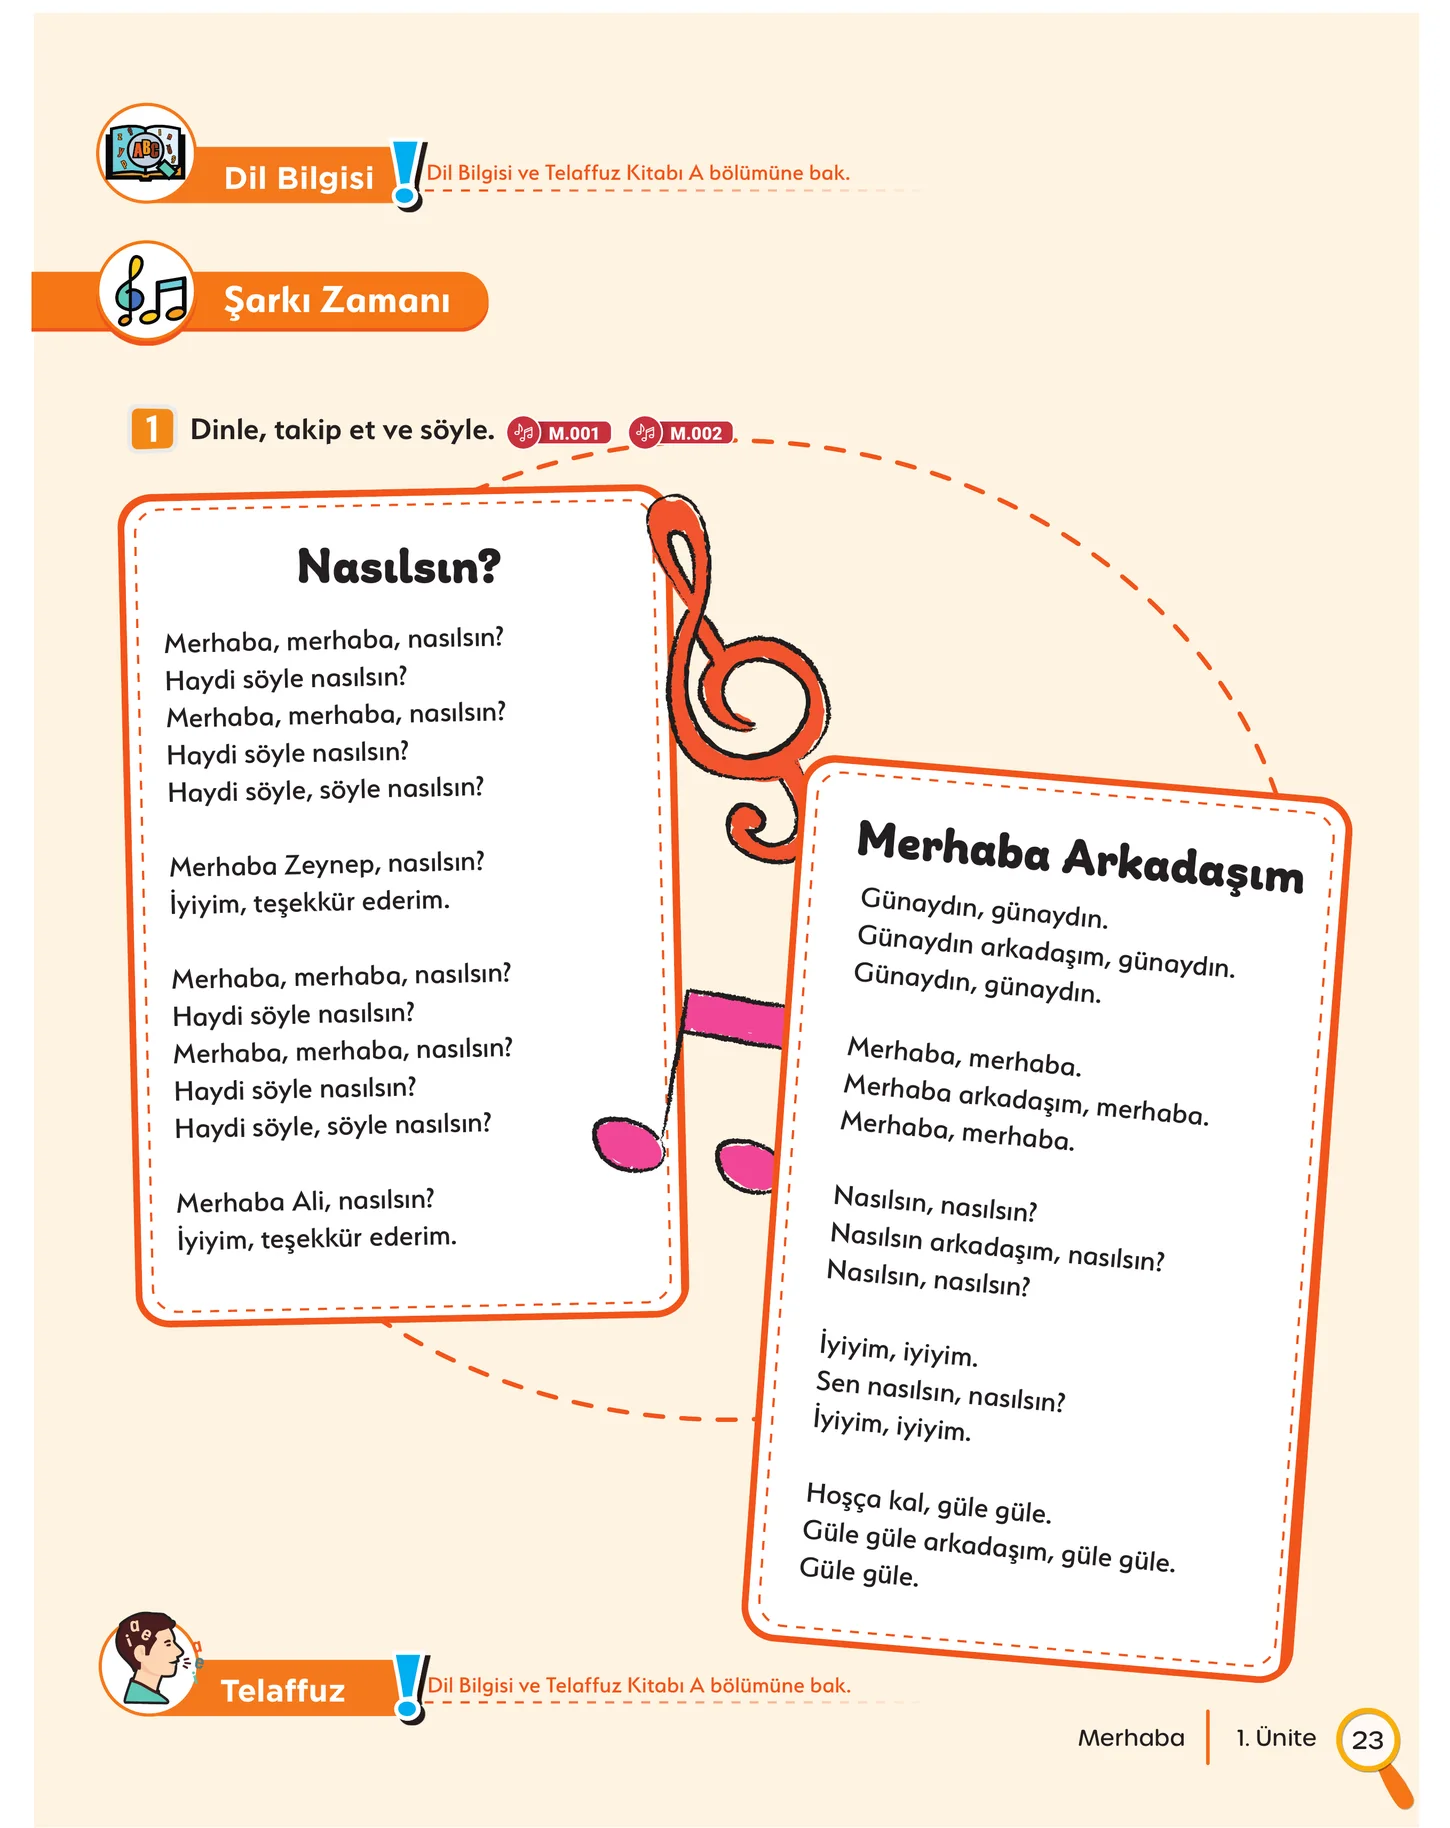 Dil Bilgisi
Dil Bilgisi ve Telaffuz Kitabı A bölümüne bak.
Şarkı Zamanı
1 Dinle, takip et ve söyle. M.001 M.002
Nasılsın?
Merhaba, merhaba, nasılsın?
Haydi söyle nasılsın?
Merhaba, merhaba, nasılsın?
Haydi söyle nasılsın?
Haydi söyle, söyle nasılsın?
Merhaba Zeynep, nasılsın?
İyiyim, teşekkür ederim.
Merhaba, merhaba, nasılsın?
Haydi söyle nasılsın?
Merhaba, merhaba, nasılsın?
Haydi söyle nasılsın?
Haydi söyle, söyle nasılsın?
Merhaba Ali, nasılsın?
İyiyim, teşekkür ederim.
Merhaba Arkadaşım
Günaydın, günaydın.
Günaydın arkadaşım, günaydın.
Günaydın, günaydın.
Merhaba, merhaba.
Merhaba arkadaşım, merhaba.
Merhaba, merhaba.
Nasılsın, nasılsın?
Nasılsın arkadaşım, nasılsın?
Nasılsın, nasılsın?
İyiyim, iyiyim.
Sen nasılsın, nasılsın?
İyiyim, iyiyim.
Hoşça kal, güle güle.
Güle güle arkadaşım, güle güle.
Güle güle.
Telaffuz
Dil Bilgisi ve Telaffuz Kitabı A bölümüne bak.
Merhaba 1. Ünite 23